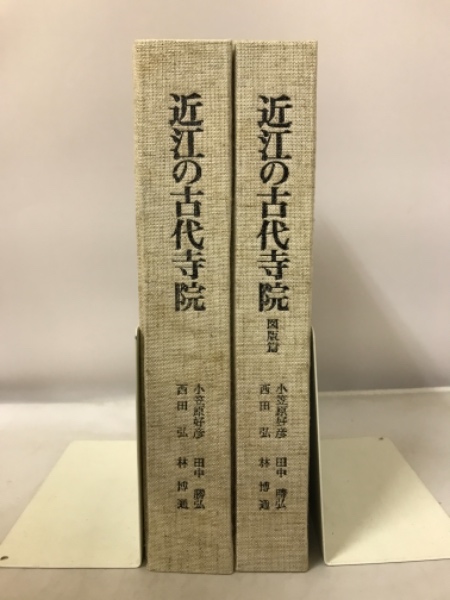 近江の古代寺院
小笠原好彦 田中 勝弘
西田 弘 林 博通
近江の古代寺院
図版篇
小笠原好彦 田中 勝弘
西田 弘 林 博通